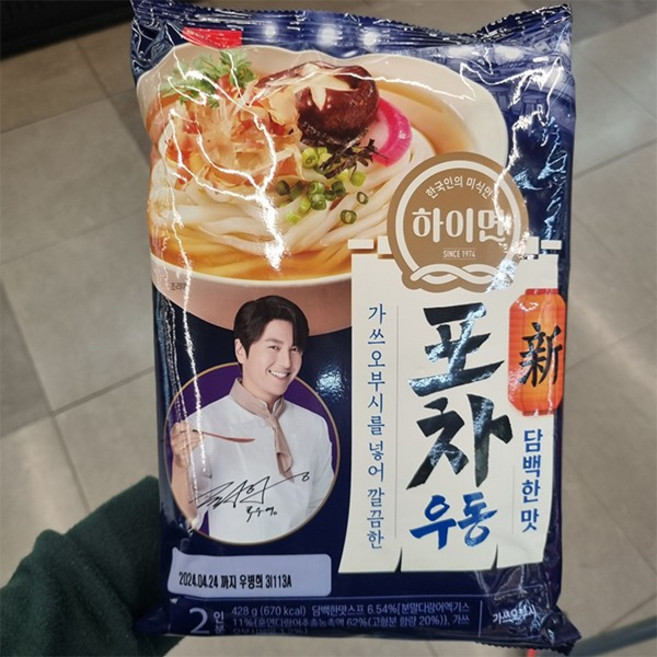 한국인의 미식면
하이면
SINCE 1974
新
포차
우동
담백한 맛
가쓰오부시를 넣어 깔끔한
2024.04.24 까지 우병희 3I113A
2인분
428 g (670 kcal) 담백한맛스프 6.54%[분말다랑어엑기스
11%(훈연다랑어추출농축액 62%(고형분 함량 20%)), 가쓰